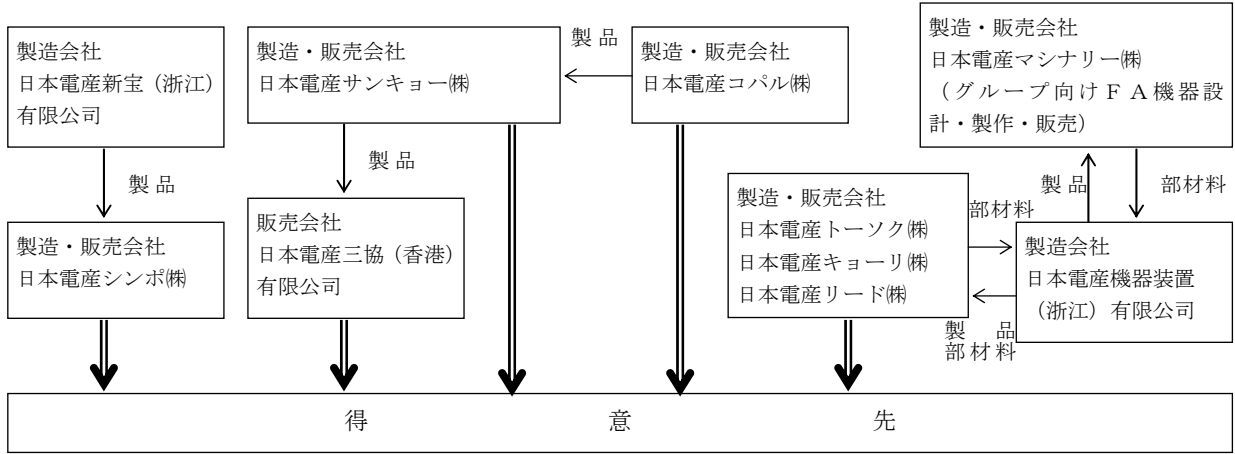 製造会社
日本電産新宝（浙江）
有限公司
製品
製造・販売会社
日本電産シンポ㈱
製造・販売会社
日本電産サンキョー㈱
製品
製造・販売会社
日本電産コパル㈱
製品
販売会社
日本電産三協（香港）
有限公司
製造・販売会社
日本電産マシナリー㈱
（グループ向けＦＡ機器設
計・製作・販売）
製品
部材料
製造・販売会社
日本電産トーソク㈱
日本電産キョーリ㈱
日本電産リード㈱
部材料
製品
部材料
製造会社
日本電産機器装置
（浙江）有限公司
得意先